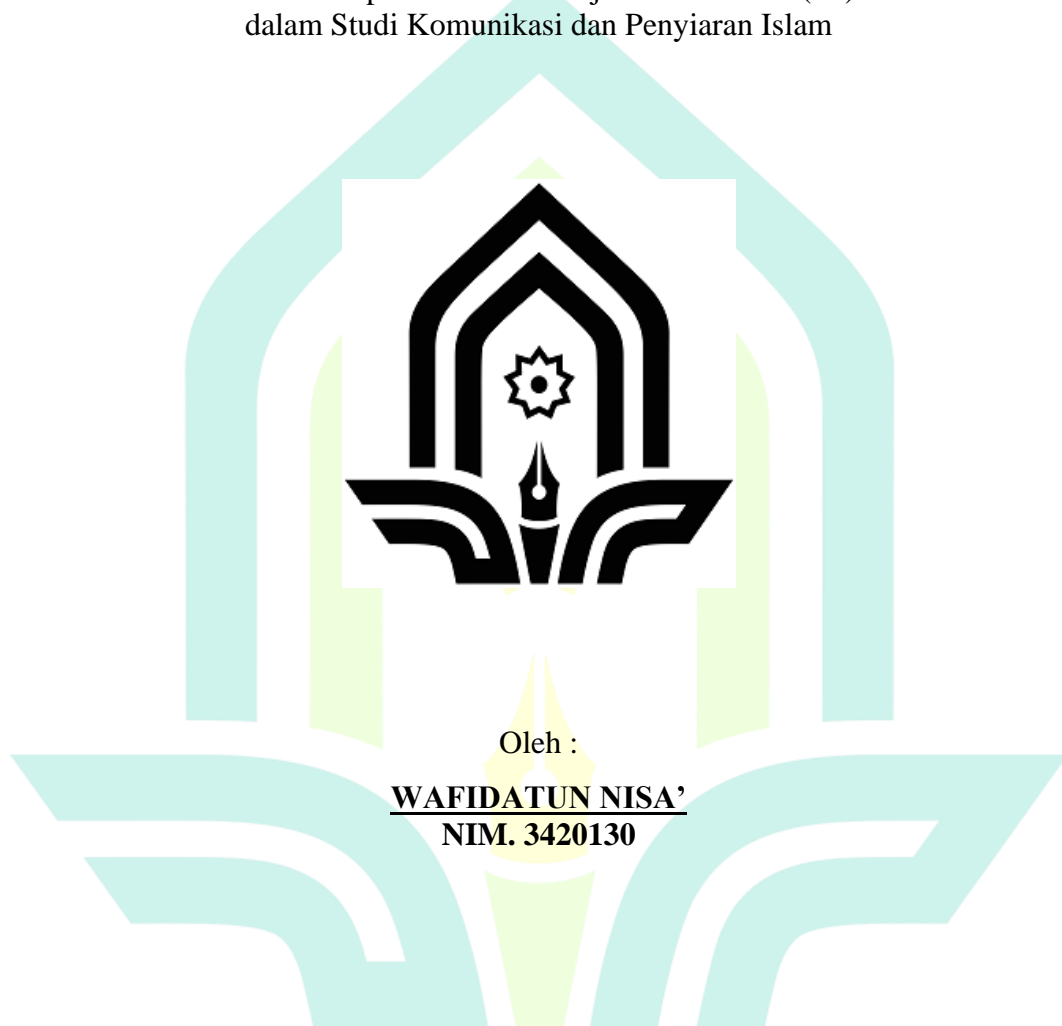 dalam Studi Komunikasi dan Penyiaran Islam
Oleh :
WAFIDATUN NISA’
NIM. 3420130